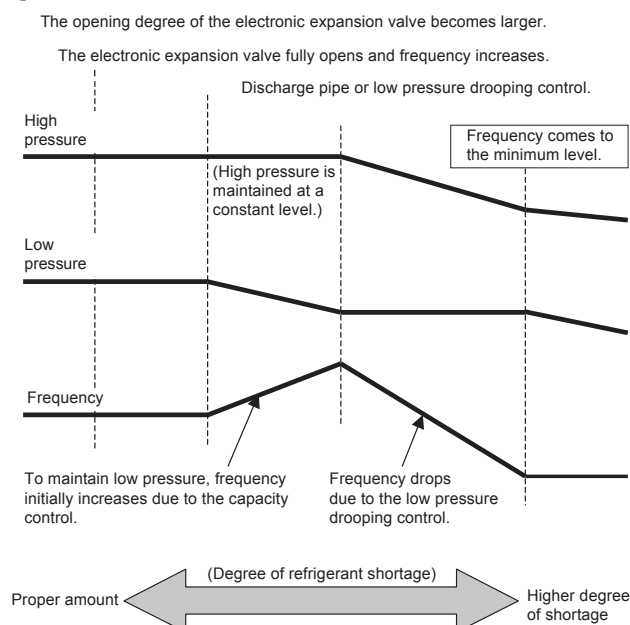 The opening degree of the electronic expansion valve becomes larger.
The electronic expansion valve fully opens and frequency increases.
Discharge pipe or low pressure drooping control.
High
pressure
Frequency comes to
the minimum level.
(High pressure is
maintained at a
constant level.)
Low
pressure
Frequency
To maintain low pressure, frequency
initially increases due to the capacity
control.
Frequency drops
due to the low pressure
drooping control.
(Degree of refrigerant shortage)
Proper amount
Higher degree
of shortage